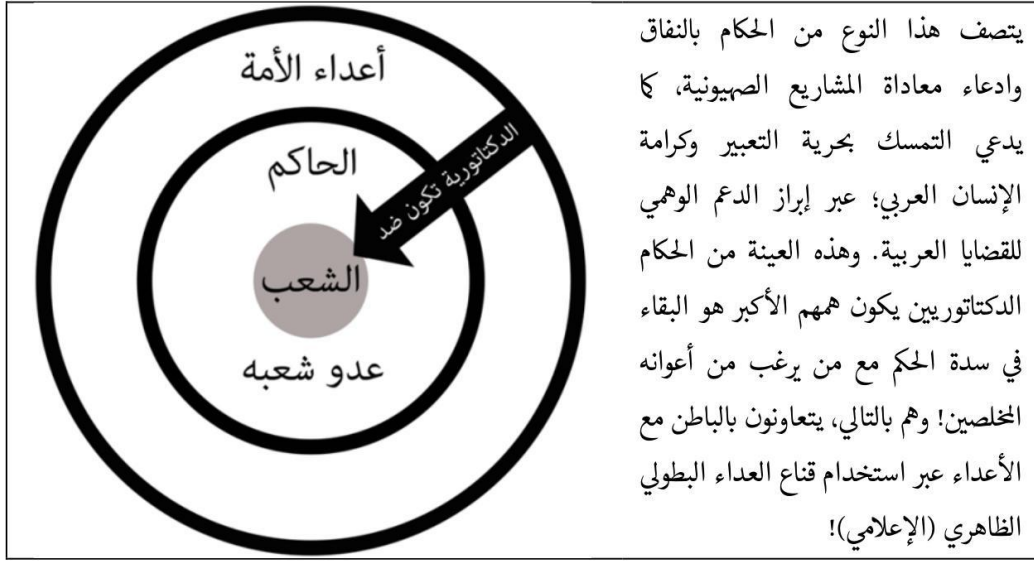 يتصف هذا النوع من الحكام بالنفاق
وادعاء معاداة المشاريع الصهيونية، كما
يدعي التمسك بحرية التعبير وكرامة
الإنسان العربي؛ عبر إبراز الدعم الوهمي
للقضايا العربية. وهذه العينة من الحكام
الدكتاتوريين يكون همهم الأكبر هو البقاء
في سدة الحكم مع من يرغب من أعوانه
المخلصين! وهم بالتالي، يتعاونون بالباطن مع
الأعداء عبر استخدام قناع العداء البطولي
الظاهري (الإعلامي)!
أعداء الأمة
الدكتاتورية تكون ضد
الحاكم
الشعب
عدو شعبه